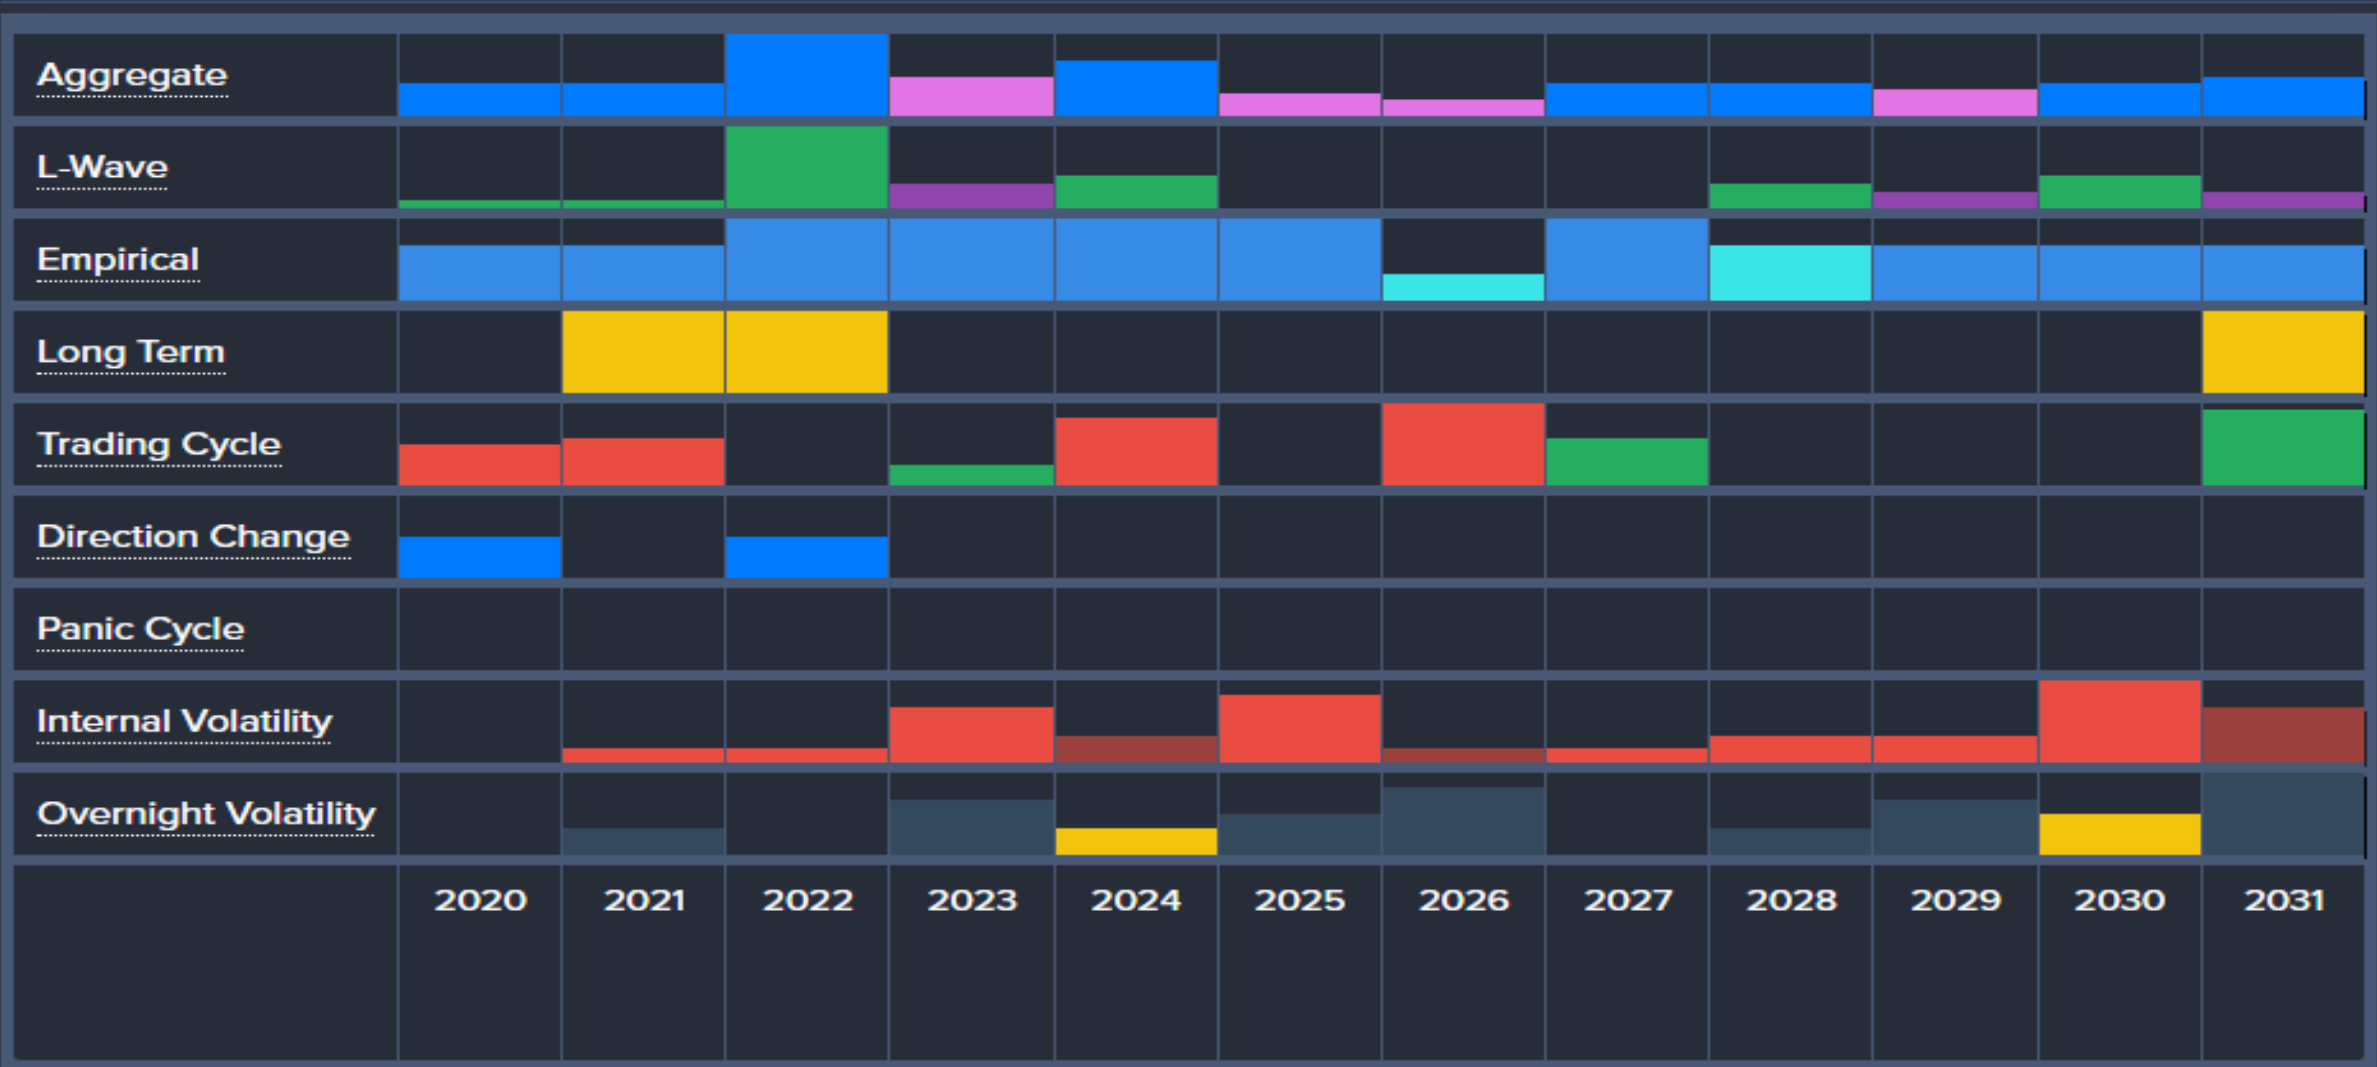 Aggregate
L-Wave
Empirical
Long Term
Trading Cycle
Direction Change
Panic Cycle
Internal Volatility
Overnight Volatility
2020 2021 2022 2023 2024 2025 2026 2027 2028 2029 2030 2031